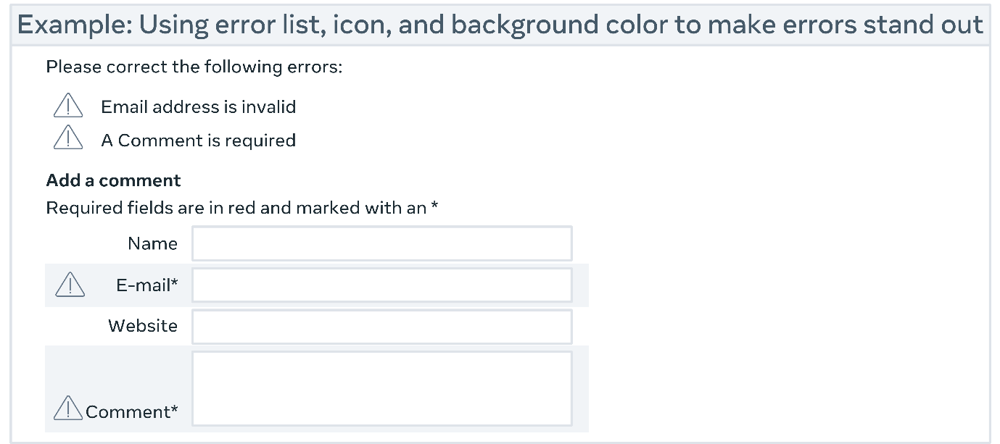 Example: Using error list, icon, and background color to make errors stand out
Please correct the following errors:
Email address is invalid
A Comment is required
Add a comment
Required fields are in red and marked with an *
Name
E-mail*
Website
Comment*